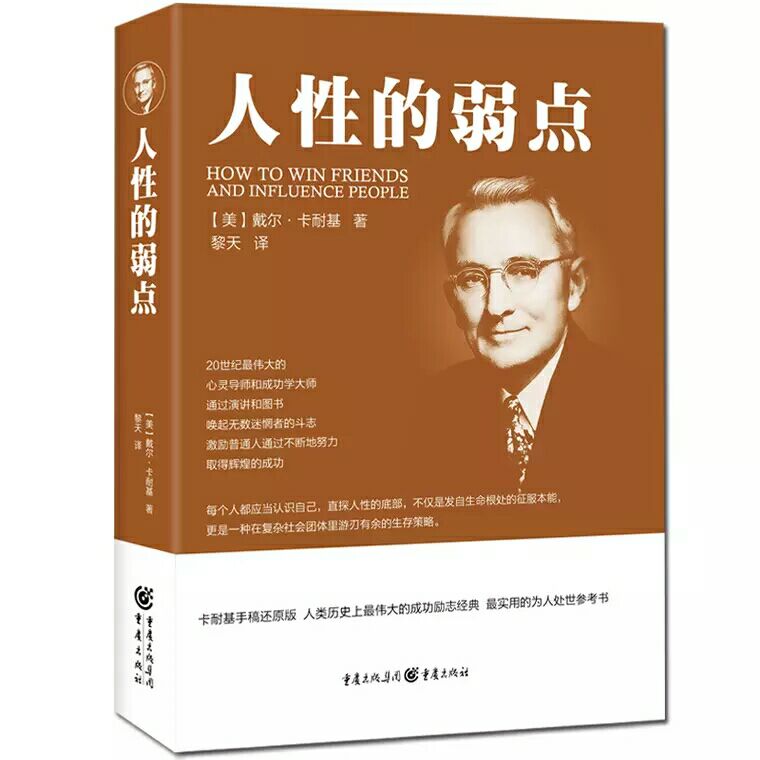 人性的弱点
HOW TO WIN FRIENDS
AND INFLUENCE PEOPLE
【美】戴尔·卡耐基 著
黎天 译
20世纪最伟大的
心灵导师和成功学大师
通过演讲和图书
唤起无数迷惘者的斗志
激励普通人通过不断地努力
取得辉煌的成功
每个人都应当认识自己，直探人性的底部，不仅是发自生命根处的征服本能，
更是一种在复杂社会团体里游刃有余的生存策略。
卡耐基手稿还原版 人类历史上最伟大的成功励志经典 最实用的为人处世参考书
重庆出版集团 重庆出版社
人性的弱点
【美】戴尔·卡耐基 著
黎天 译
重庆出版集团
重庆出版社